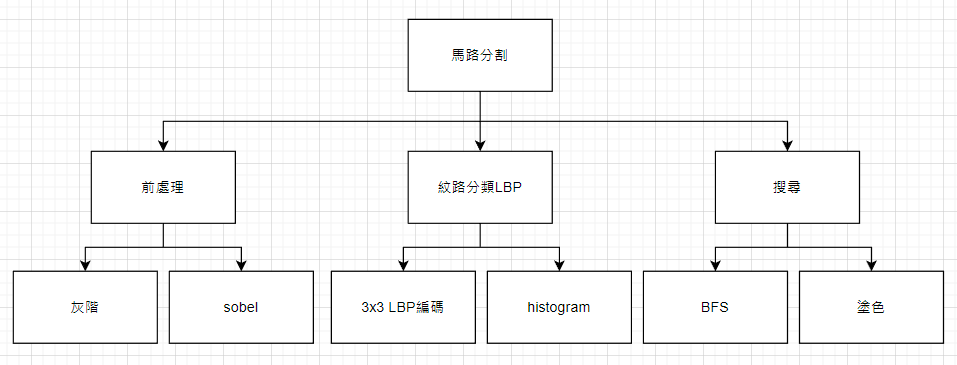 馬路分割
前處理
紋路分類LBP
搜尋
灰階
sobel
3x3 LBP編碼
histogram
BFS
塗色